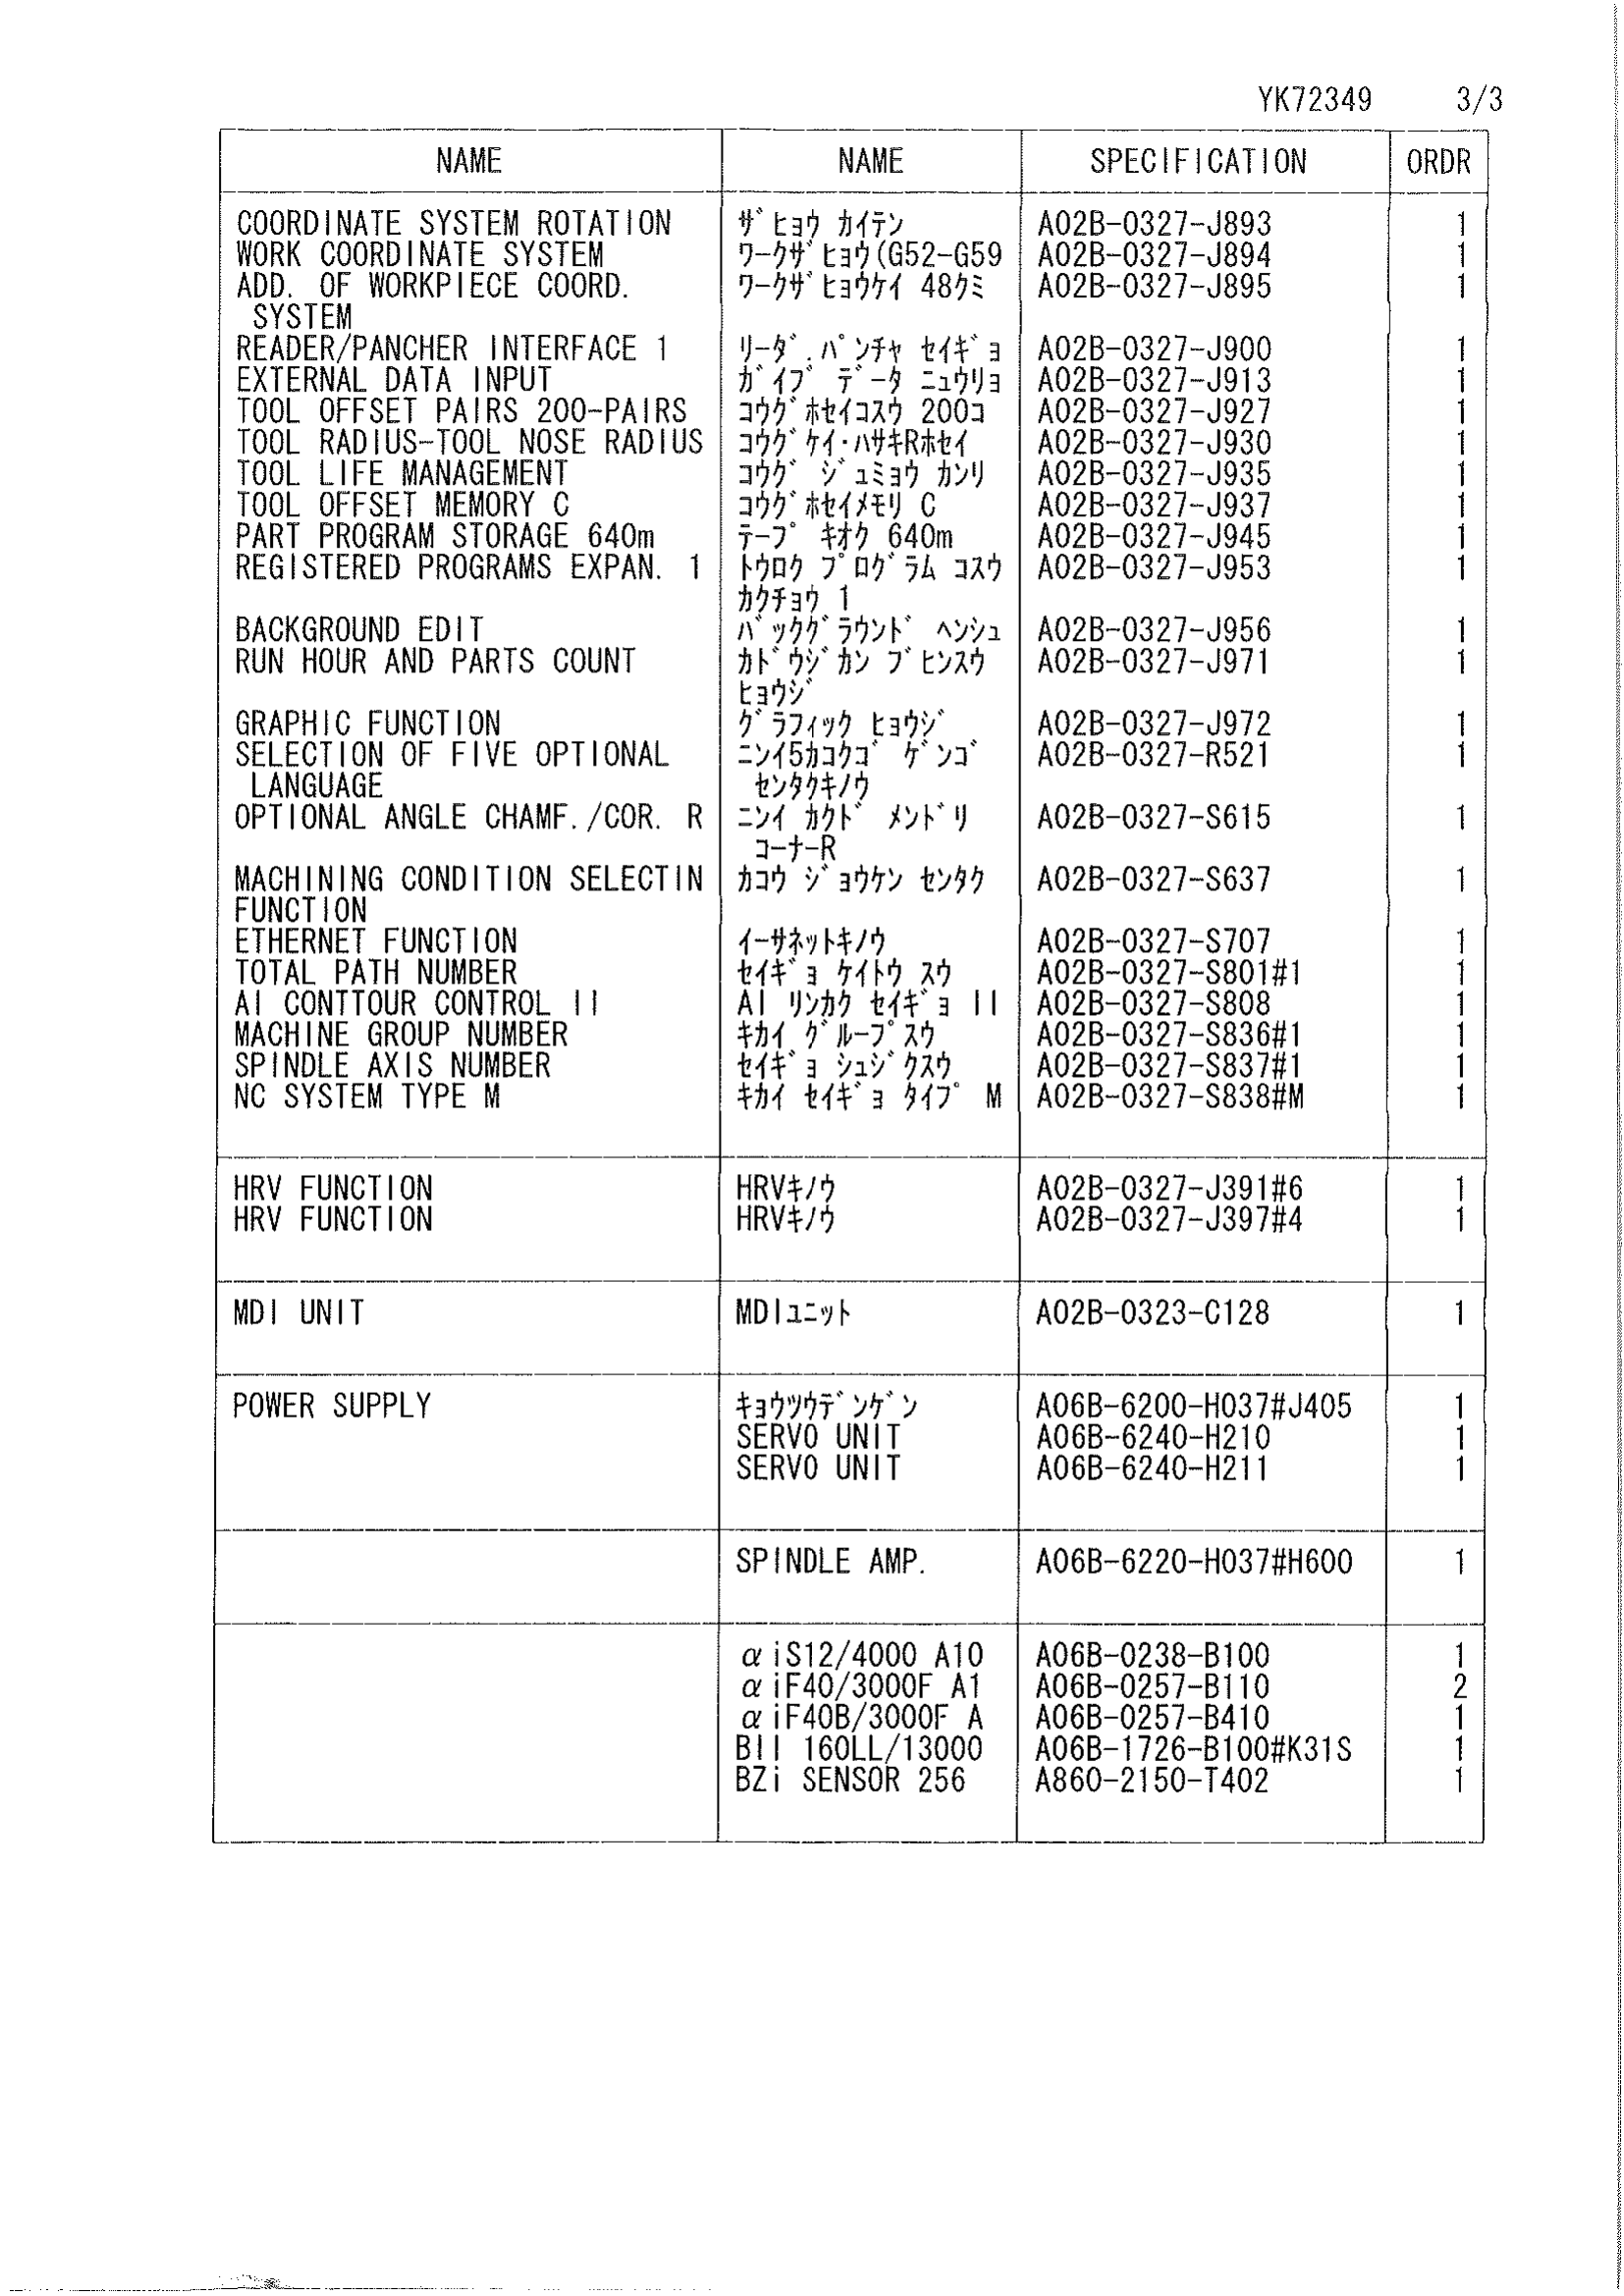 YK72349 3/3
NAME NAME SPECIFICATION ORDR
COORDINATE SYSTEM ROTATION ｻﾞﾋｮｳ ｶｲﾃﾝ A02B-0327-J893 1
WORK COORDINATE SYSTEM ﾜｰｸｻﾞﾋｮｳ(G52-G59 A02B-0327-J894 1
ADD. OF WORKPIECE COORD. ﾜｰｸｻﾞﾋｮｳｹｲ 48ｸﾐ A02B-0327-J895 1
SYSTEM
READER/PANCHER INTERFACE 1 ﾘｰﾀﾞ.ﾊﾟﾝﾁｬ ｾｲｷﾞｮ A02B-0327-J900 1
EXTERNAL DATA INPUT ｶﾞｲﾌﾞ ﾃﾞｰﾀ ﾆｭｳﾘｮ A02B-0327-J913 1
TOOL OFFSET PAIRS 200-PAIRS ｺｳｸﾞﾎｾｲｺｽｳ 200ｺ A02B-0327-J927 1
TOOL RADIUS-TOOL NOSE RADIUS ｺｳｸﾞｹｲ･ﾊｻｷRﾎｾｲ A02B-0327-J930 1
TOOL LIFE MANAGEMENT ｺｳｸﾞ ｼﾞｭﾐｮｳ ｶﾝﾘ A02B-0327-J935 1
TOOL OFFSET MEMORY C ｺｳｸﾞﾎｾｲﾒﾓﾘ C A02B-0327-J937 1
PART PROGRAM STORAGE 640m ﾃｰﾌﾟ ｷｵｸ 640m A02B-0327-J945 1
REGISTERED PROGRAMS EXPAN. 1 ﾄｳﾛｸ ﾌﾟﾛｸﾞﾗﾑ ｺｽｳ A02B-0327-J953 1
ｶｸﾁｮｳ 1
BACKGROUND EDIT ﾊﾞｯｸｸﾞﾗｳﾝﾄﾞ ﾍﾝｼｭ A02B-0327-J956 1
RUN HOUR AND PARTS COUNT ｶﾄﾞｳｼﾞｶﾝ ﾌﾞﾋﾝｽｳ A02B-0327-J971 1
ﾋｮｳｼﾞ
GRAPHIC FUNCTION ｸﾞﾗﾌｨｯｸ ﾋｮｳｼﾞ A02B-0327-J972 1
SELECTION OF FIVE OPTIONAL ﾆﾝｲ5ｶｺｸｺﾞ ｹﾞﾝｺﾞ A02B-0327-R521 1
LANGUAGE ｾﾝﾀｸｷﾉｳ
OPTIONAL ANGLE CHAMF./COR. R ﾆﾝｲ ｶｸﾄﾞ ﾒﾝﾄﾞﾘ A02B-0327-S615 1
ｺｰﾅｰR
MACHINING CONDITION SELECTIN ｶｺｳ ｼﾞｮｳｹﾝ ｾﾝﾀｸ A02B-0327-S637 1
FUNCTION
ETHERNET FUNCTION ｲｰｻﾈｯﾄｷﾉｳ A02B-0327-S707 1
TOTAL PATH NUMBER ｾｲｷﾞｮ ｹｲﾄｳ ｽｳ A02B-0327-S801#1 1
AI CONTTOUR CONTROL II AI ﾘﾝｶｸ ｾｲｷﾞｮ II A02B-0327-S808 1
MACHINE GROUP NUMBER ｷｶｲ ｸﾞﾙｰﾌﾟｽｳ A02B-0327-S836#1 1
SPINDLE AXIS NUMBER ｾｲｷﾞｮ ｼｭｼﾞｸｽｳ A02B-0327-S837#1 1
NC SYSTEM TYPE M ｷｶｲ ｾｲｷﾞｮ ﾀｲﾌﾟ M A02B-0327-S838#M 1
HRV FUNCTION HRVｷﾉｳ A02B-0327-J391#6 1
HRV FUNCTION HRVｷﾉｳ A02B-0327-J397#4 1
MDI UNIT MDIﾕﾆｯﾄ A02B-0323-C128 1
POWER SUPPLY ｷｮｳﾂｳﾃﾞﾝｹﾞﾝ A06B-6200-H037#J405 1
SERVO UNIT A06B-6240-H210 1
SERVO UNIT A06B-6240-H211 1
SPINDLE AMP. A06B-6220-H037#H600 1
αiS12/4000 A10 A06B-0238-B100 1
αiF40/3000F A1 A06B-0257-B110 2
αiF40B/3000F A A06B-0257-B410 1
BII 160LL/13000 A06B-1726-B100#K31S 1
BZi SENSOR 256 A860-2150-T402 1